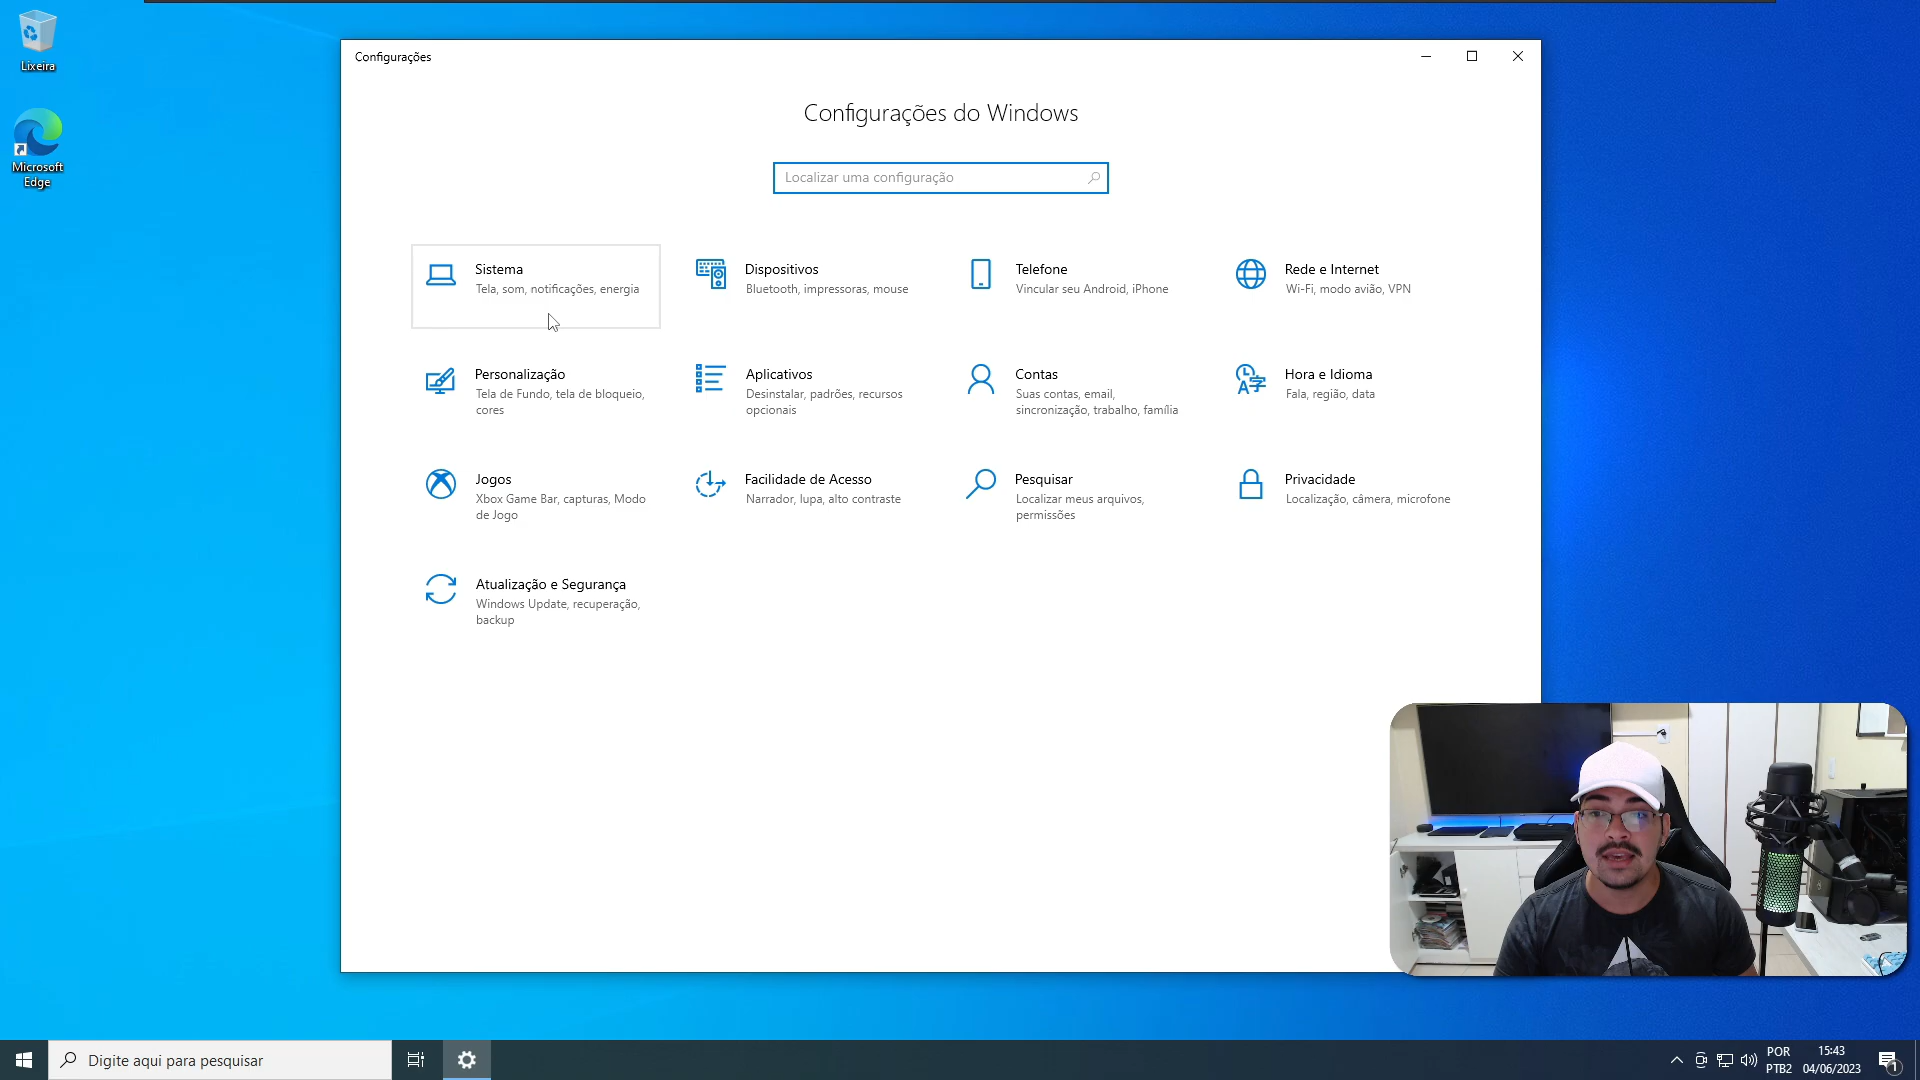 Lixeira
Microsoft
Edge
Configurações
Configurações do Windows
Localizar uma configuração
Sistema
Tela, som, notificações, energia
Dispositivos
Bluetooth, impressoras, mouse
Telefone
Vincular seu Android, iPhone
Rede e Internet
Wi-Fi, modo avião, VPN
Personalização
Tela de Fundo, tela de bloqueio,
cores
Aplicativos
Desinstalar, padrões, recursos
opcionais
Contas
Suas contas, email,
sincronização, trabalho, família
Hora e Idioma
Fala, região, data
Jogos
Xbox Game Bar, capturas, Modo
de Jogo
Facilidade de Acesso
Narrador, lupa, alto contraste
Pesquisar
Localizar meus arquivos,
permissões
Privacidade
Localização, câmera, microfone
Atualização e Segurança
Windows Update, recuperação,
backup
Digite aqui para pesquisar
POR
PTB2
15:43
04/06/2023
1